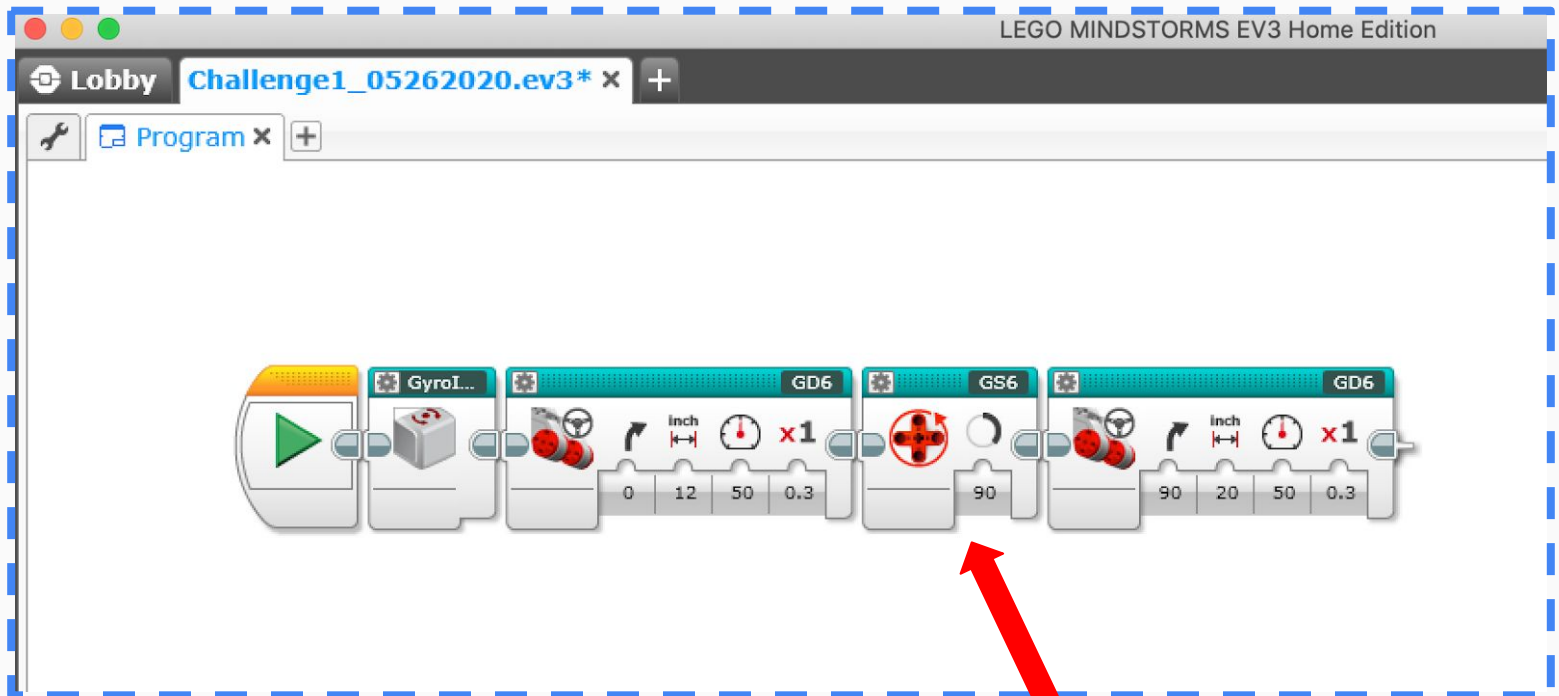 LEGO MINDSTORMS EV3 Home Edition
Lobby Challenge1_05262020.ev3* × +
Program × +
GyroI... GD6 GS6 GD6
inch x1 inch x1
0 12 50 0.3 90 90 20 50 0.3